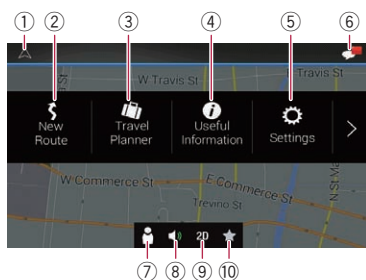 ① ② ③ ④ ⑤ ⑥
W Travis St
Travis St
New Route
Travel Planner
Useful Information
Settings
W Commerce St
E Commerce St
N St Ma
Trevino St
2D
⑦ ⑧ ⑨ ⑩